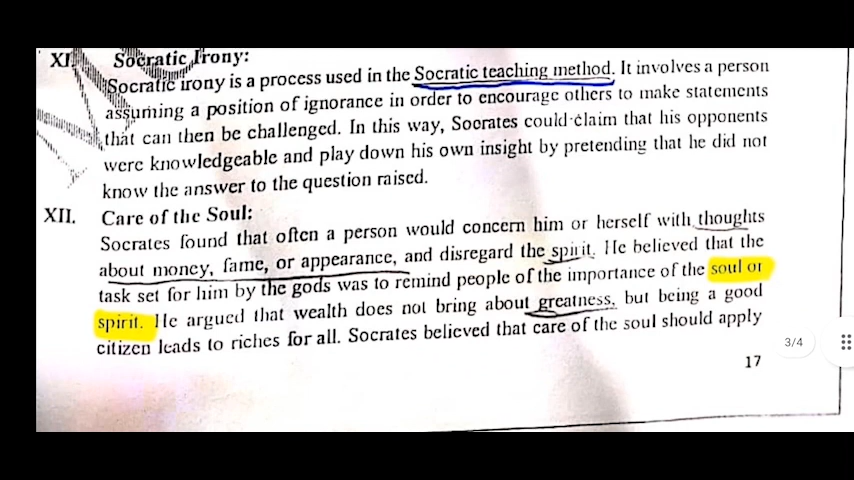 XI. Socratic Irony:
Socratic irony is a process used in the Socratic teaching method. It involves a person
assuming a position of ignorance in order to encourage others to make statements
that can then be challenged. In this way, Socrates could claim that his opponents
were knowledgeable and play down his own insight by pretending that he did not
know the answer to the question raised.
XII. Care of the Soul:
Socrates found that often a person would concern him or herself with thoughts
about money, fame, or appearance, and disregard the spirit. He believed that the
task set for him by the gods was to remind people of the importance of the soul or
spirit. He argued that wealth does not bring about greatness, but being a good
citizen leads to riches for all. Socrates believed that care of the soul should apply
3/4
17